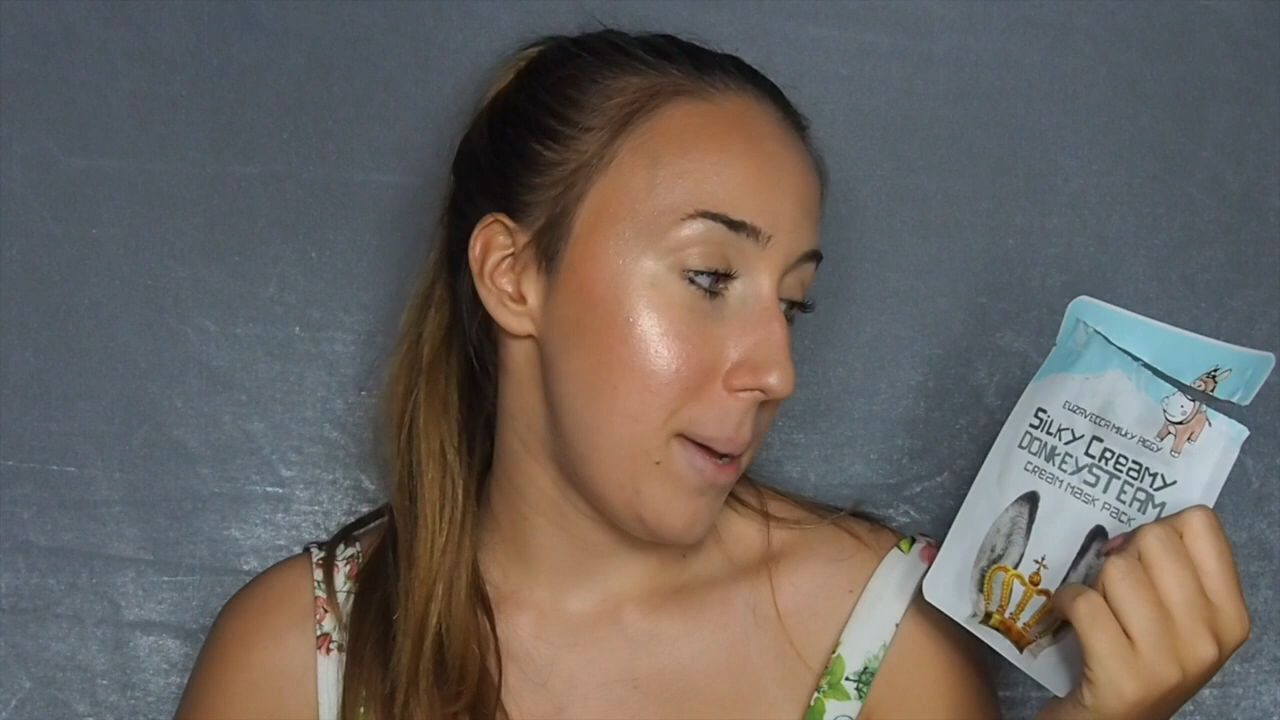 ELIZAVECCA MILKY PIGGY
SILKY CREAMY
DONKEY STEAM
CREAM MASK PACK